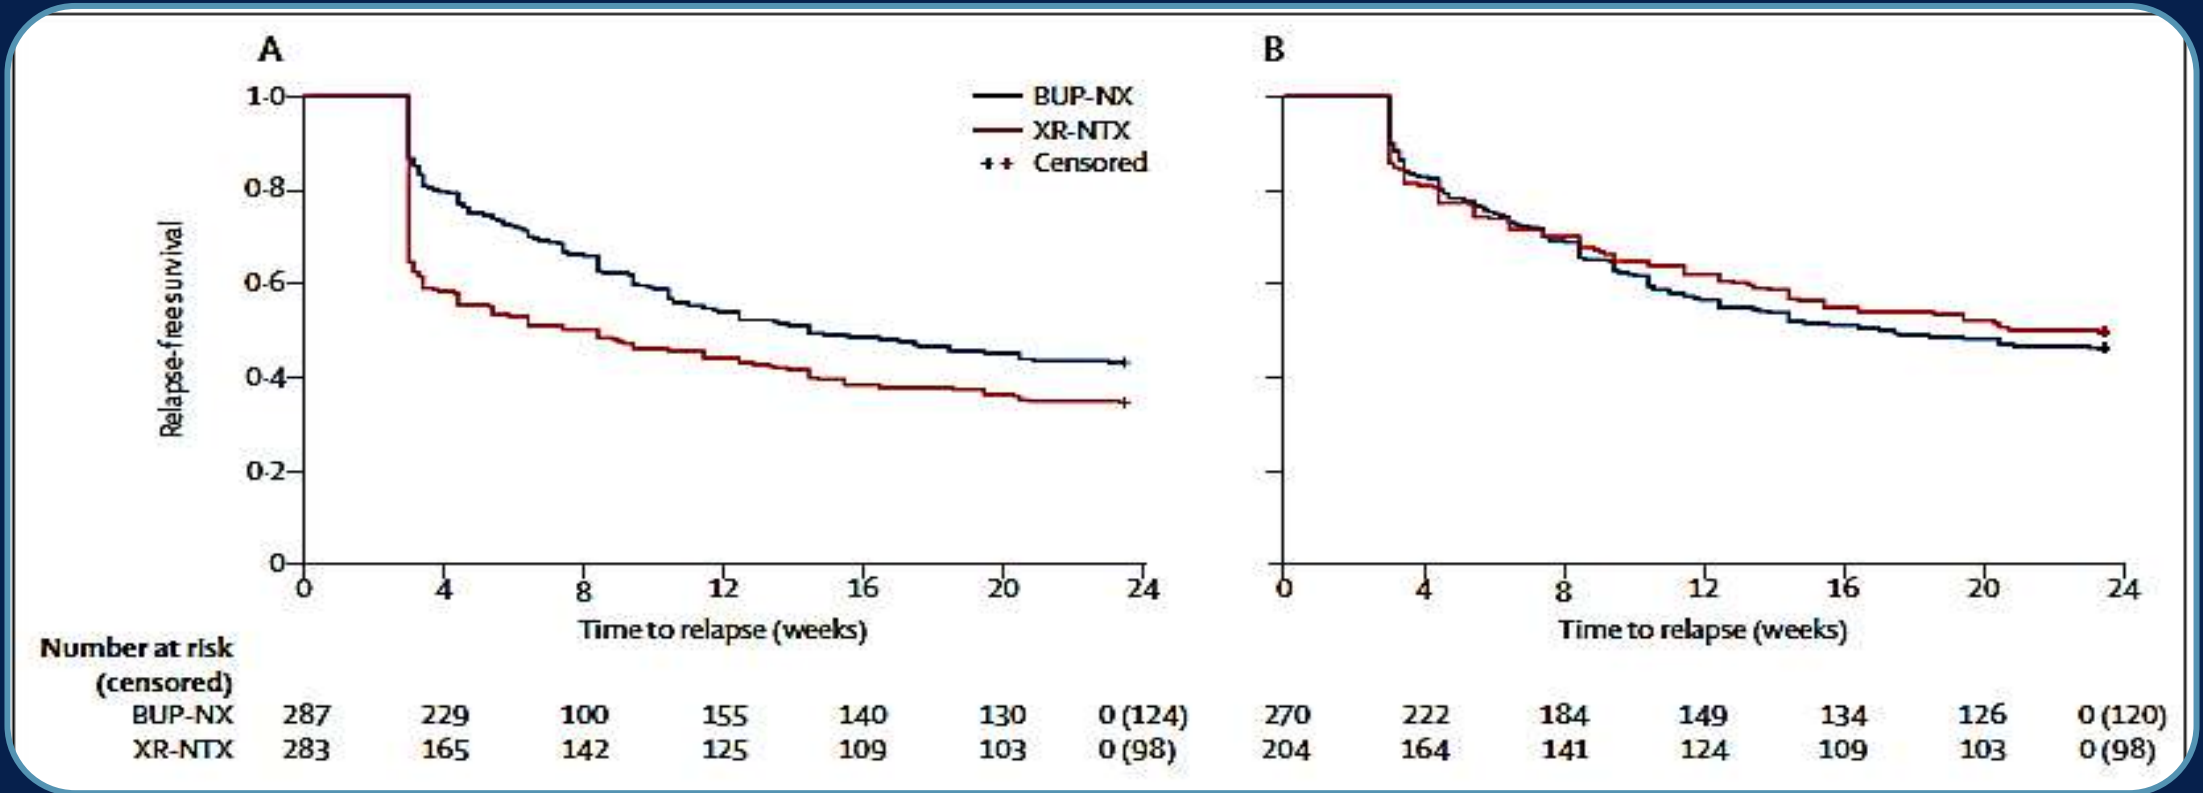 A
B
BUP-NX
XR-NTX
Censored
1·0
0·8
0·6
0·4
0·2
0
Relapse-free survival
0 4 8 12 16 20 24
0 4 8 12 16 20 24
Time to relapse (weeks)
Time to relapse (weeks)
Number at risk
(censored)
BUP-NX 287 229 100 155 140 130 0 (124) 270 222 184 149 134 126 0 (120)
XR-NTX 283 165 142 125 109 103 0 (98) 204 164 141 124 109 103 0 (98)